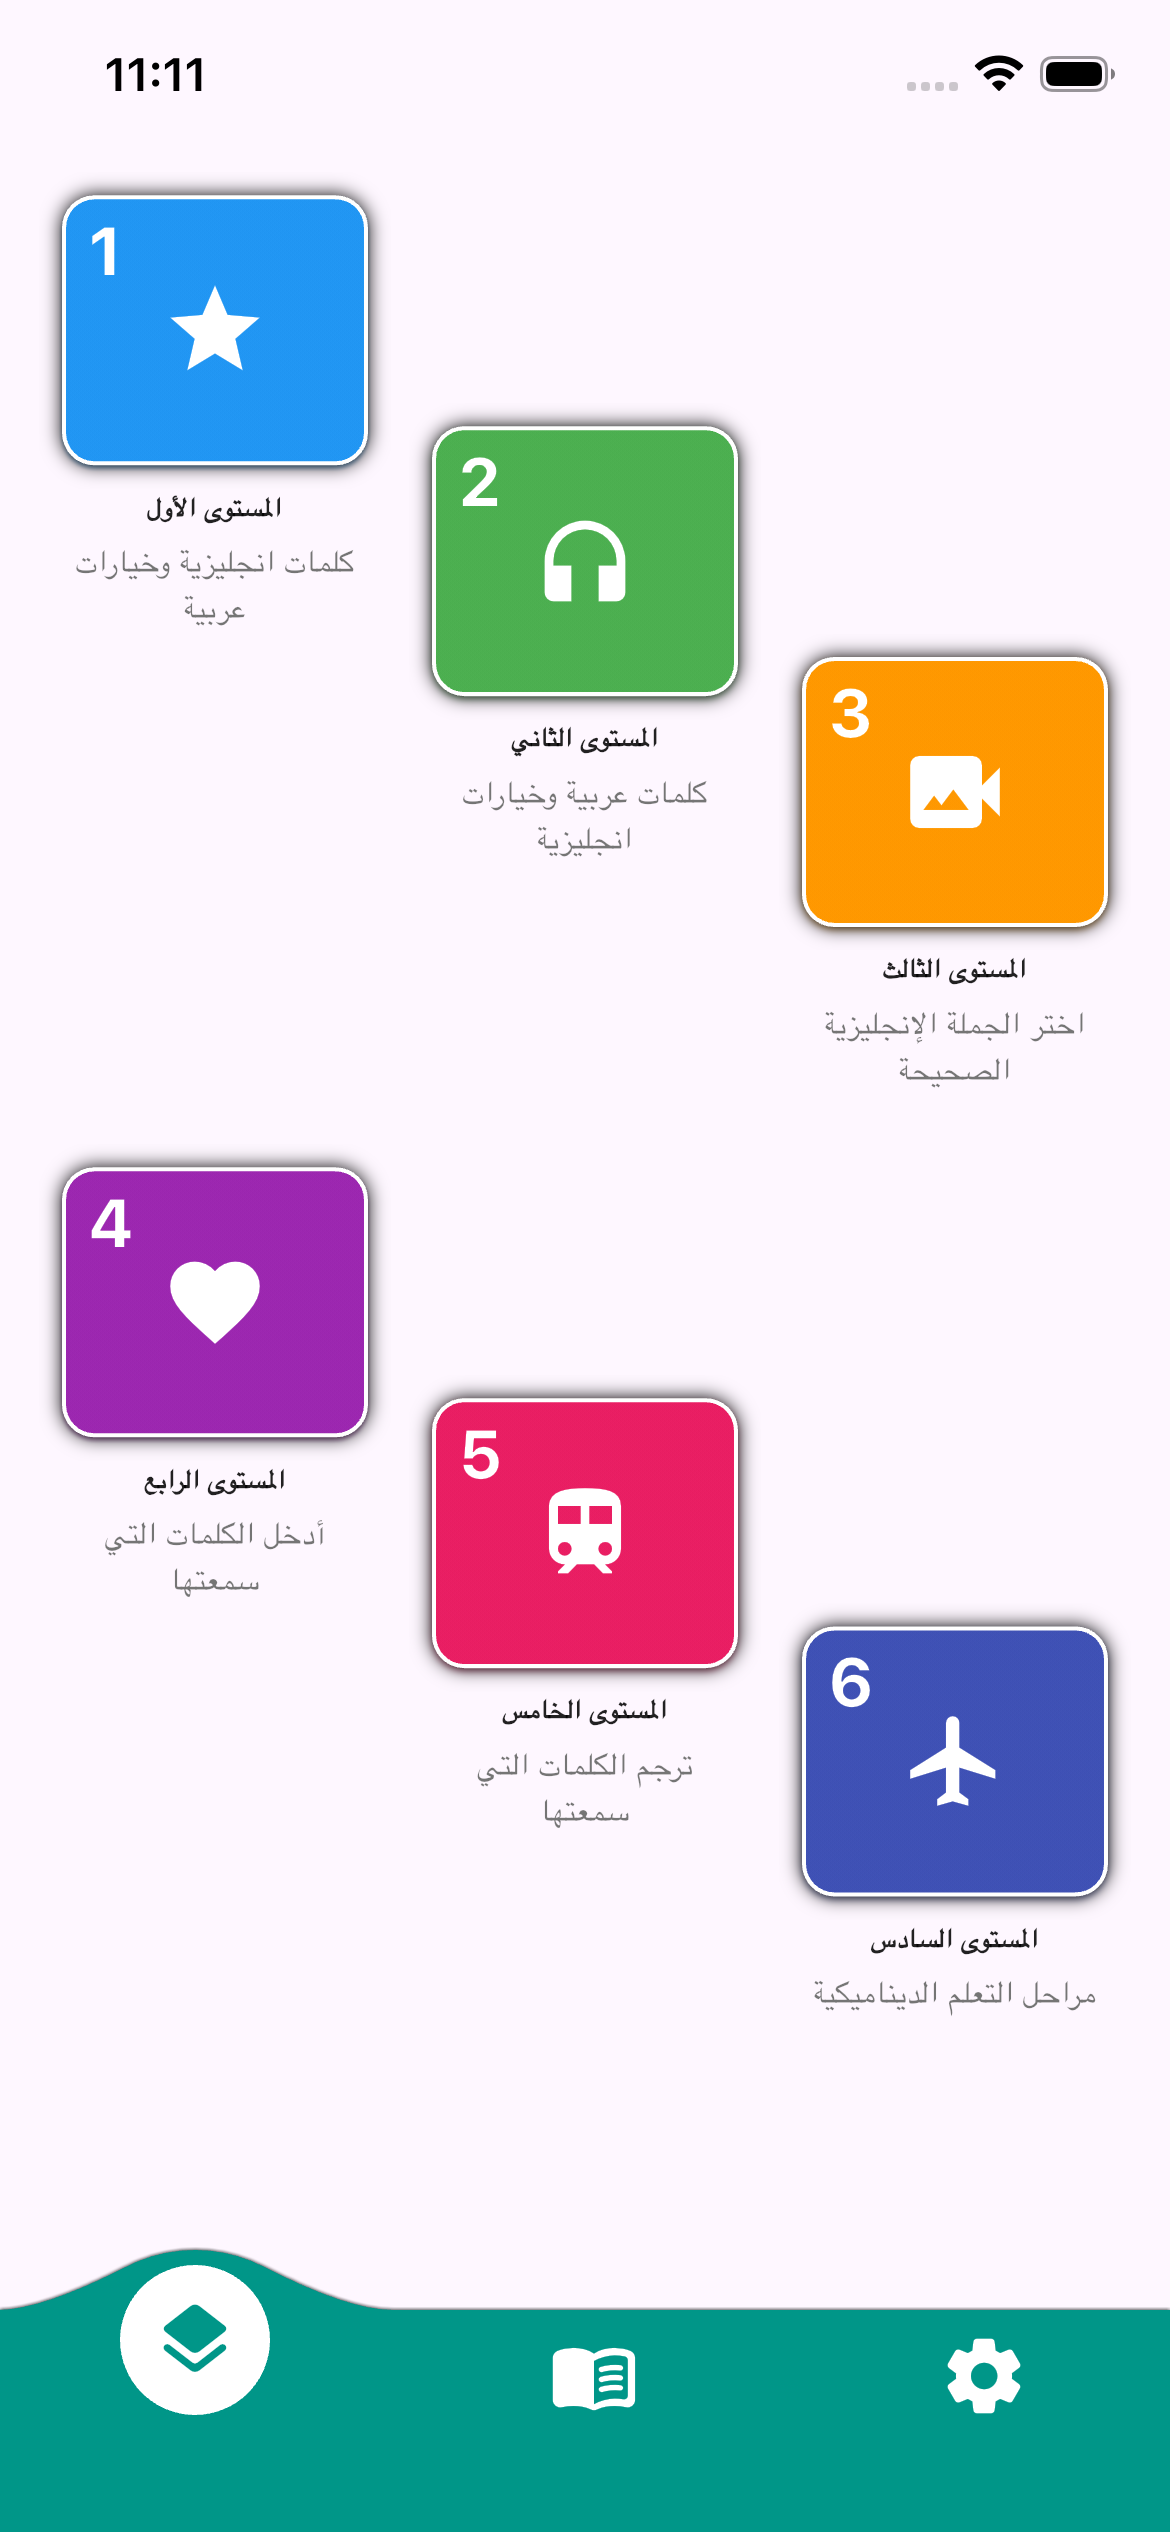 11:11
1
المستوى الأول
كلمات انجليزية وخيارات
عربية
2
المستوى الثاني
كلمات عربية وخيارات
انجليزية
3
المستوى الثالث
اختر الجملة الإنجليزية
الصحيحة
4
المستوى الرابع
أدخل الكلمات التي
سمعتها
5
المستوى الخامس
ترجم الكلمات التي
سمعتها
6
المستوى السادس
مراحل التعلم الديناميكية